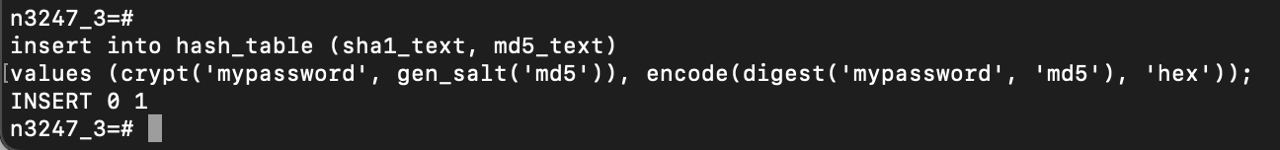 n3247_3=#
insert into hash_table (sha1_text, md5_text)
[values (crypt('mypassword', gen_salt('md5')), encode(digest('mypassword', 'md5'), 'hex'));
INSERT 0 1
n3247_3=#